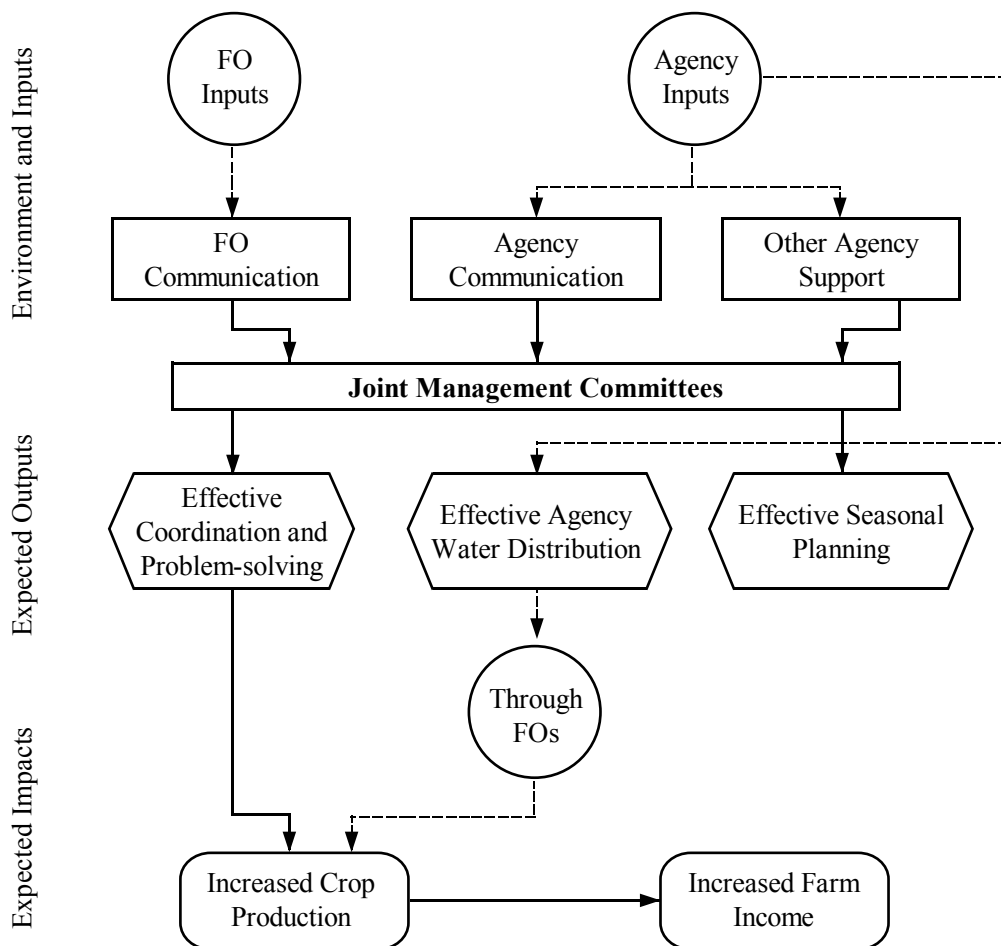 Environment and Inputs
FO
Inputs
Agency
Inputs
FO
Communication
Agency
Communication
Other Agency
Support
Joint Management Committees
Expected Outputs
Effective
Coordination and
Problem-solving
Effective Agency
Water Distribution
Effective Seasonal
Planning
Through
FOs
Expected Impacts
Increased Crop
Production
Increased Farm
Income